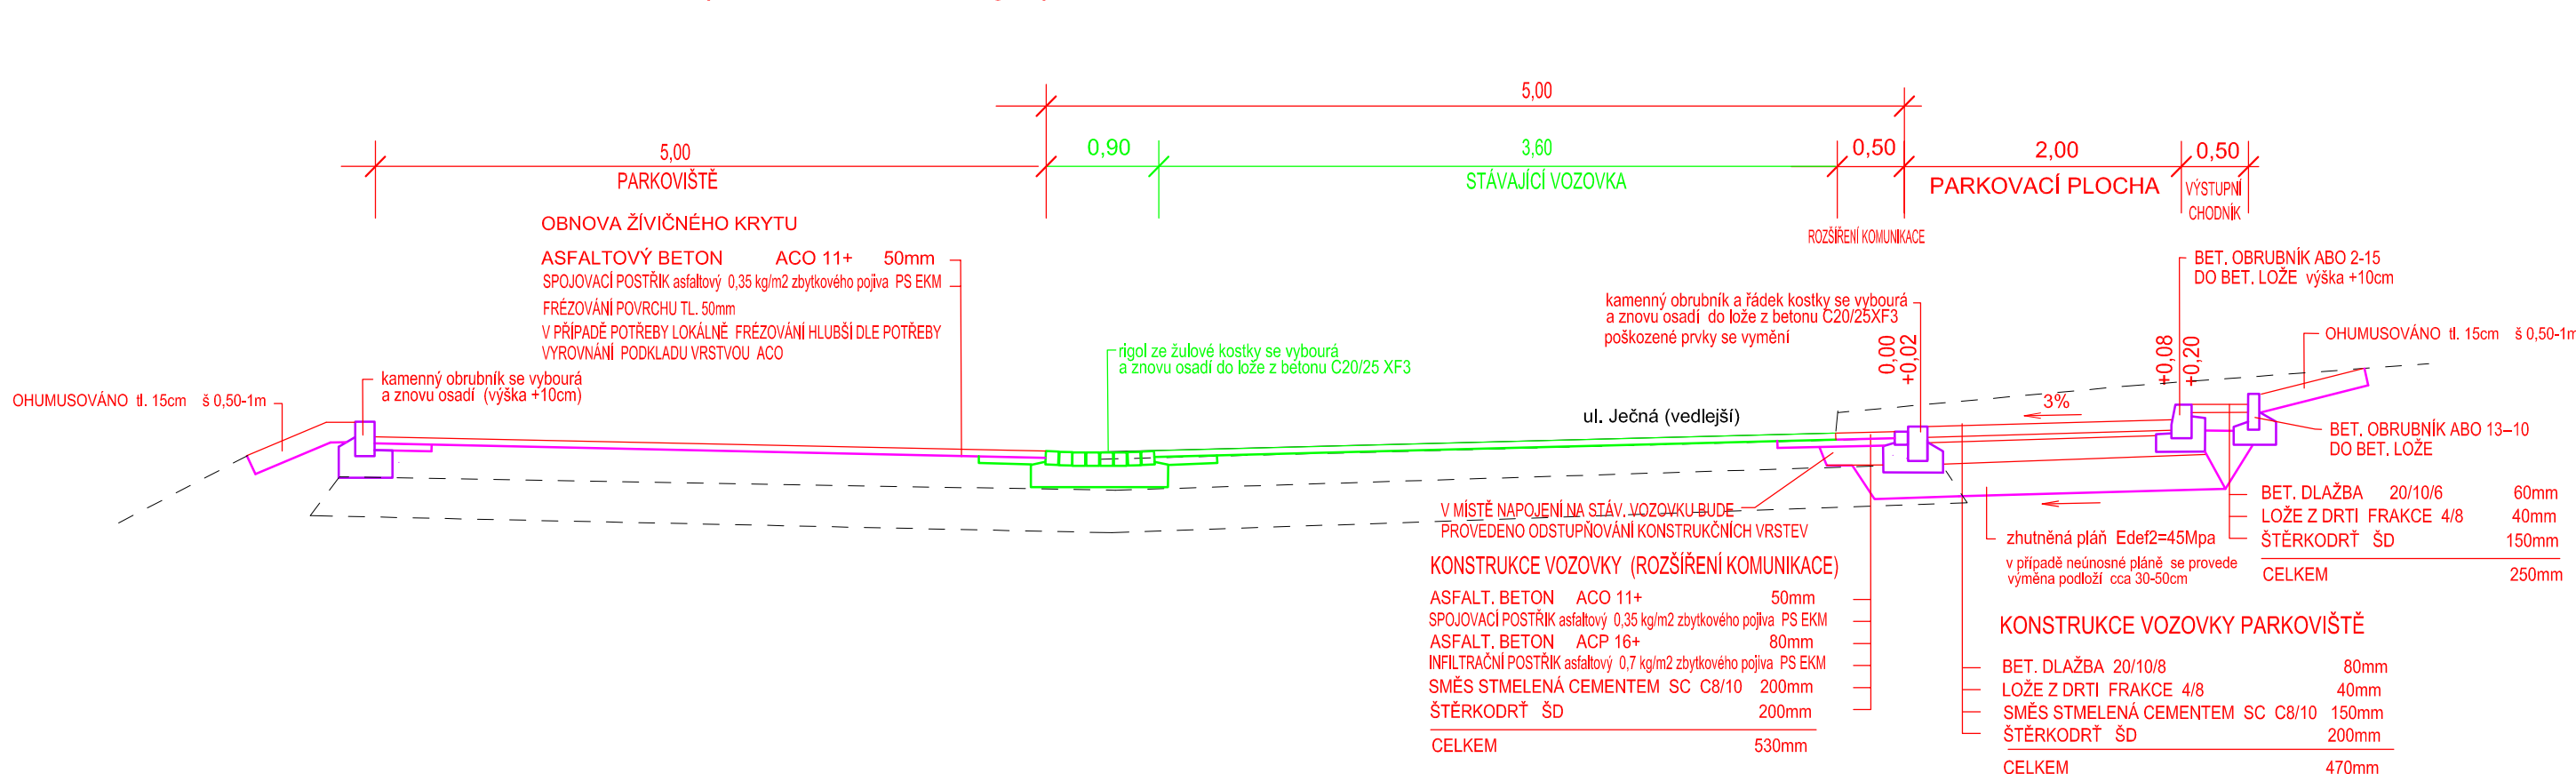 5,00
5,00
0,90
3,60
0,50
2,00
0,50
PARKOVIŠTĚ
STÁVAJÍCÍ VOZOVKA
PARKOVACÍ PLOCHA
VÝSTUPNÍ
CHODNÍK
ROZŠÍŘENÍ KOMUNIKACE
OBNOVA ŽÍVIČNÉHO KRYTU
ASFALTOVÝ BETON ACO 11+ 50mm
SPOJOVACÍ POSTŘIK asfaltový 0,35 kg/m2 zbytkového pojiva PS EKM
FRÉZOVÁNÍ POVRCHU TL. 50mm
V PŘÍPADĚ POTŘEBY LOKÁLNĚ FRÉZOVÁNÍ HLUBŠÍ DLE POTŘEBY
VYROVNÁNÍ PODKLADU VRSTVOU ACO
kamenný obrubník se vybourá
a znovu osadí (výška +10cm)
OHUMUSOVÁNO tl. 15cm š 0,50-1m
rigol ze žulové kostky se vybourá
a znovu osadí do lože z betonu C20/25 XF3
kamenný obrubník a řádek kostky se vybourá
a znovu osadí do lože z betonu C20/25XF3
poškozené prvky se vymění
ul. Ječná (vedlejší)
0,00
+0,02
3%
+0,08
+0,20
BET. OBRUBNÍK ABO 2-15
DO BET. LOŽE výška +10cm
OHUMUSOVÁNO tl. 15cm š 0,50-1m
BET. OBRUBNÍK ABO 13-10
DO BET. LOŽE
BET. DLAŽBA 20/10/6 60mm
LOŽE Z DRTI FRAKCE 4/8 40mm
ŠTĚRKODRŤ ŠD 150mm
CELKEM 250mm
zhutněná pláň Edef2=45Mpa
v případě neúnosné pláně se provede
výměna podloží cca 30-50cm
V MÍSTĚ NAPOJENÍ NA STÁV. VOZOVKU BUDE
PROVEDENO ODSTUPŇOVÁNÍ KONSTRUKČNÍCH VRSTEV
KONSTRUKCE VOZOVKY (ROZŠÍŘENÍ KOMUNIKACE)
ASFALT. BETON ACO 11+ 50mm
SPOJOVACÍ POSTŘIK asfaltový 0,35 kg/m2 zbytkového pojiva PS EKM
ASFALT. BETON ACP 16+ 80mm
INFILTRAČNÍ POSTŘIK asfaltový 0,7 kg/m2 zbytkového pojiva PS EKM
SMĚS STMELENÁ CEMENTEM SC C8/10 200mm
ŠTĚRKODRŤ ŠD 200mm
CELKEM 530mm
KONSTRUKCE VOZOVKY PARKOVIŠTĚ
BET. DLAŽBA 20/10/8 80mm
LOŽE Z DRTI FRAKCE 4/8 40mm
SMĚS STMELENÁ CEMENTEM SC C8/10 150mm
ŠTĚRKODRŤ ŠD 200mm
CELKEM 470mm